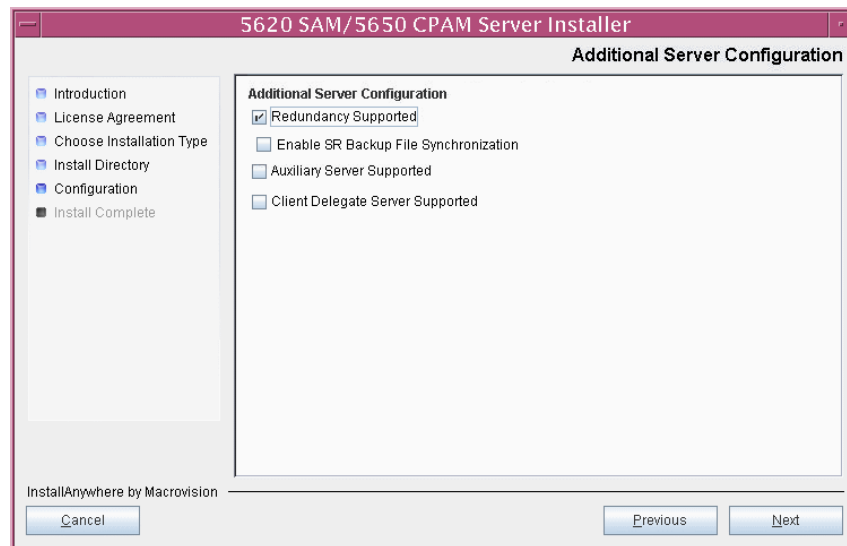 5620 SAM/5650 CPAM Server Installer
Additional Server Configuration
Introduction
License Agreement
Choose Installation Type
Install Directory
Configuration
Install Complete
Additional Server Configuration
Redundancy Supported
Enable SR Backup File Synchronization
Auxiliary Server Supported
Client Delegate Server Supported
InstallAnywhere by Macrovision
Cancel
Previous
Next